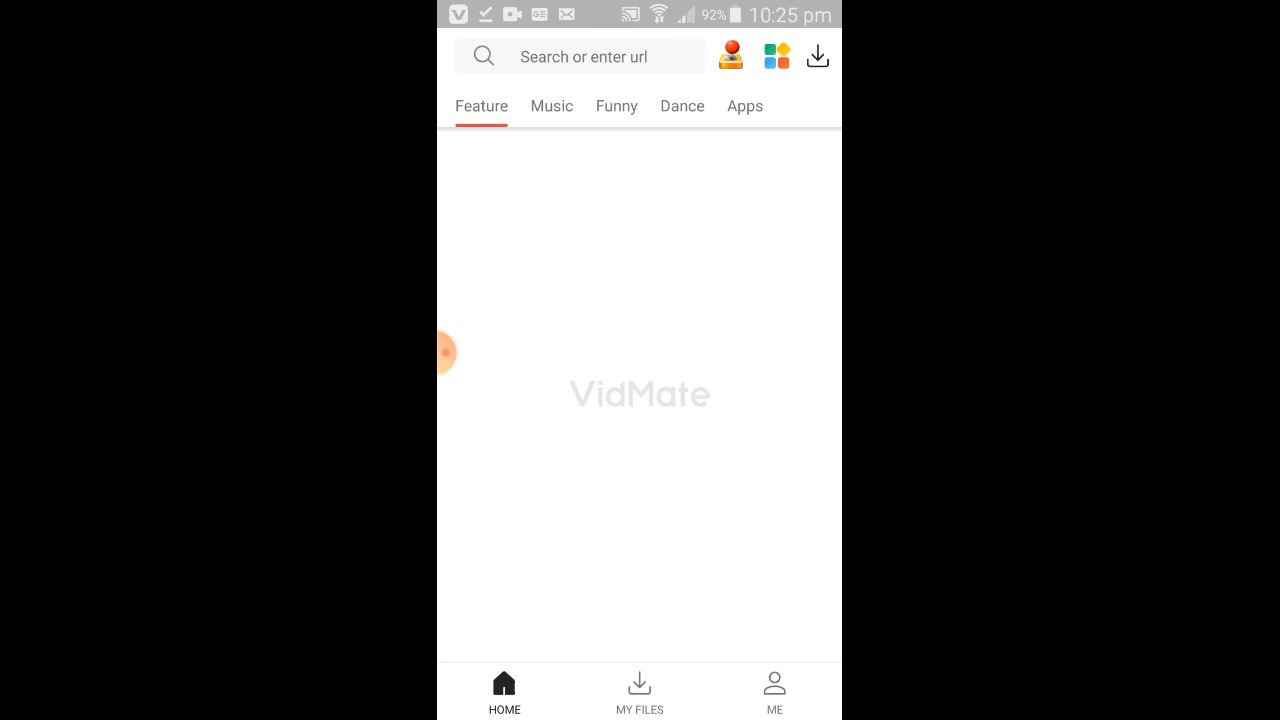 92% 10:25 pm
Search or enter url
Feature Music Funny Dance Apps
VidMate
HOME MY FILES ME